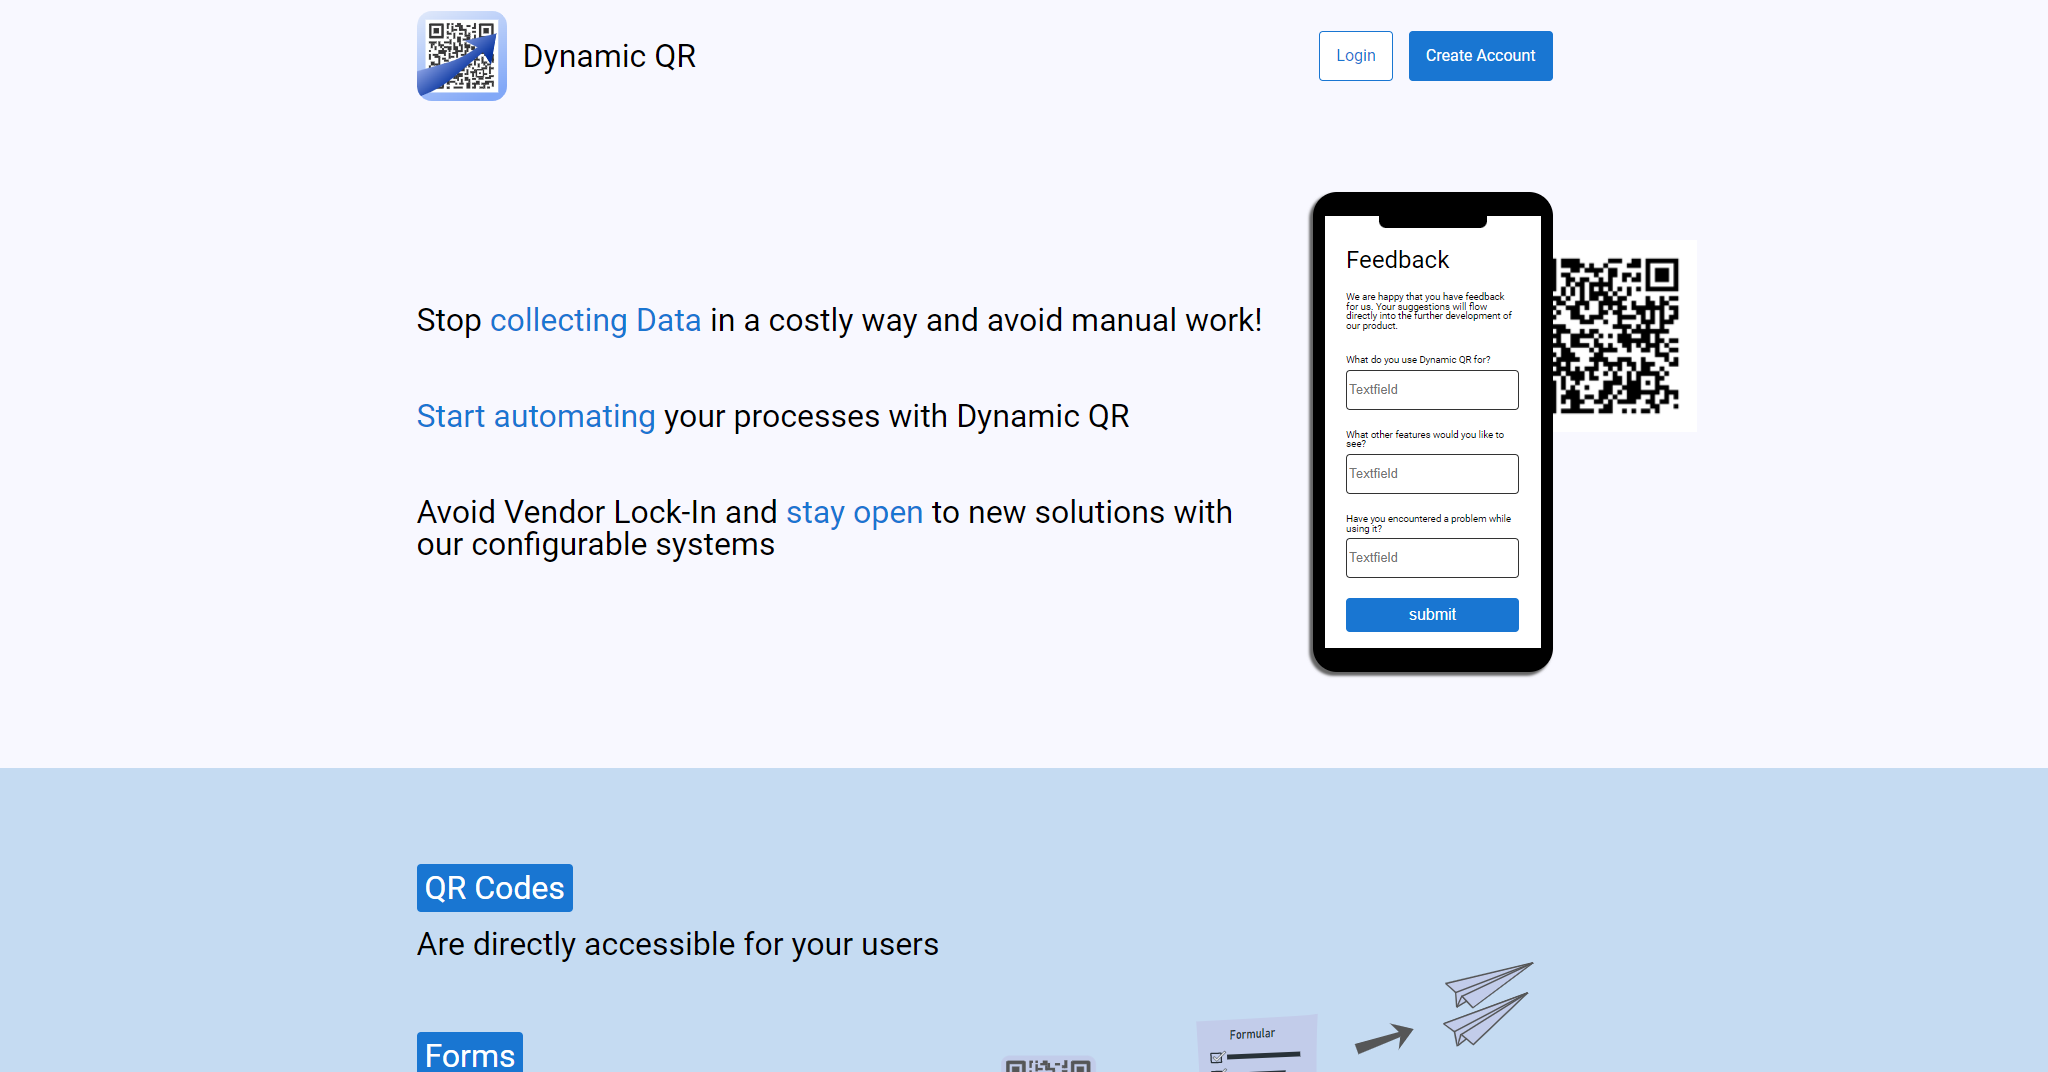 Dynamic QR
Login
Create Account
Stop collecting Data in a costly way and avoid manual work!
Start automating your processes with Dynamic QR
Avoid Vendor Lock-In and stay open to new solutions with
our configurable systems
Feedback
We are happy that you have feedback
for us. Your suggestions will flow
directly into the further development of
our product.
What do you use Dynamic QR for?
Textfield
What other features would you like to
see?
Textfield
Have you encountered a problem while
using it?
Textfield
submit
QR Codes
Are directly accessible for your users
Forms
Formular